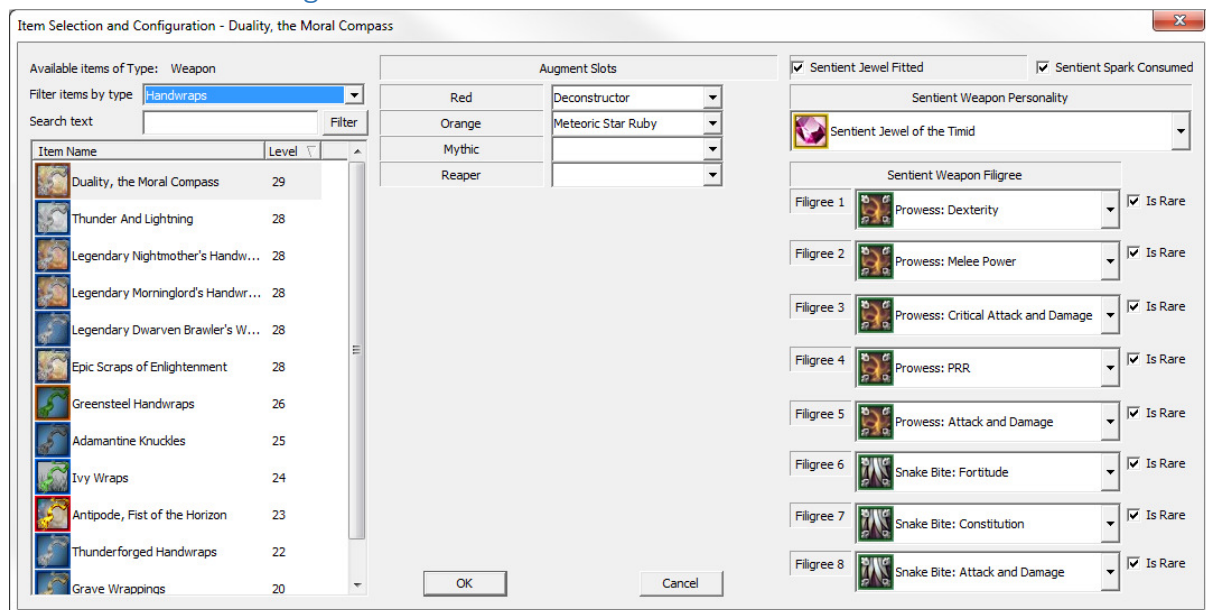 Item Selection and Configuration - Duality, the Moral Compass
Available items of Type: Weapon
Filter items by type Handwraps
Search text Filter
Item Name Level
Duality, the Moral Compass 29
Thunder And Lightning 28
Legendary Nightmother's Handw... 28
Legendary Morninglord's Handwr... 28
Legendary Dwarven Brawler's W... 28
Epic Scraps of Enlightenment 28
Greensteel Handwraps 26
Adamantine Knuckles 25
Ivy Wraps 24
Antipode, Fist of the Horizon 23
Thunderforged Handwraps 22
Grave Wrappings 20
Augment Slots
Red Deconstructor
Orange Meteoric Star Ruby
Mythic
Reaper
OK Cancel
Sentient Jewel Fitted Sentient Spark Consumed
Sentient Weapon Personality
Sentient Jewel of the Timid
Sentient Weapon Filigree
Filigree 1 Prowess: Dexterity Is Rare
Filigree 2 Prowess: Melee Power Is Rare
Filigree 3 Prowess: Critical Attack and Damage Is Rare
Filigree 4 Prowess: PRR Is Rare
Filigree 5 Prowess: Attack and Damage Is Rare
Filigree 6 Snake Bite: Fortitude Is Rare
Filigree 7 Snake Bite: Constitution Is Rare
Filigree 8 Snake Bite: Attack and Damage Is Rare